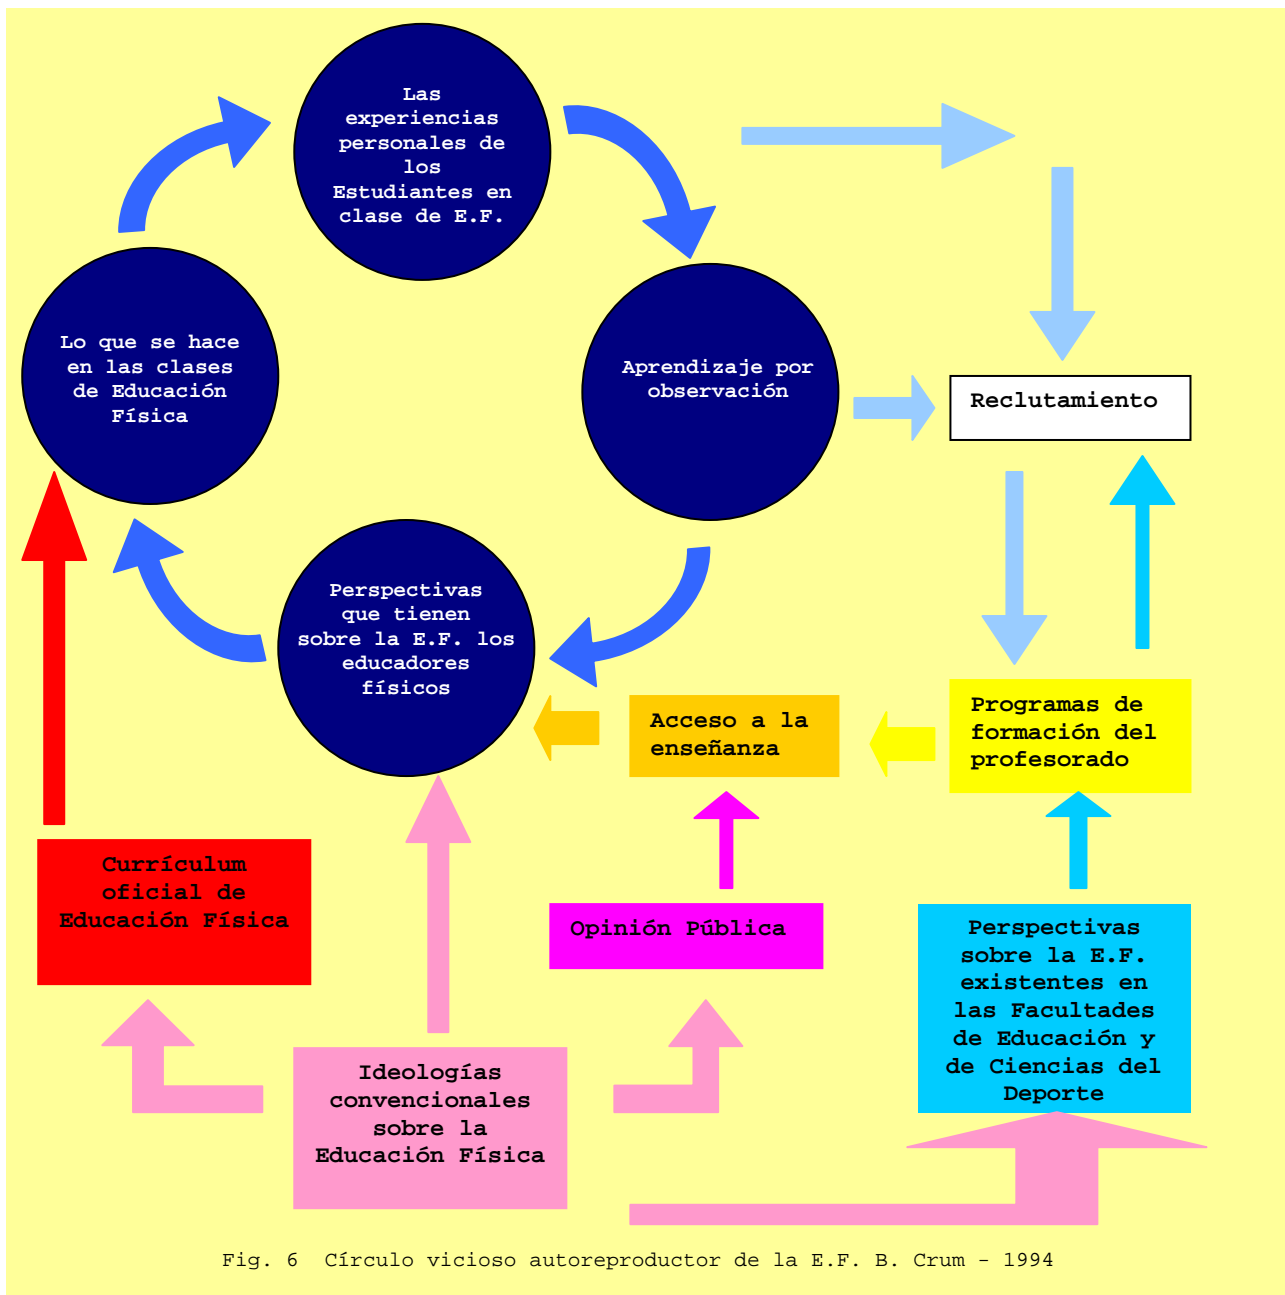 Las
experiencias
personales de
los
Estudiantes en
clase de E.F.
Lo que se hace
en las clases
de Educación
Física
Aprendizaje por
observación
Reclutamiento
Perspectivas
que tienen
sobre la E.F. los
educadores
físicos
Acceso a la
enseñanza
Programas de
formación del
profesorado
Currículum
oficial de
Educación Física
Opinión Pública
Perspectivas
sobre la E.F.
existentes en
las Facultades
de Educación y
de Ciencias del
Deporte
Ideologías
convencionales
sobre la
Educación Física
Fig. 6 Círculo vicioso autoreproductor de la E.F. B. Crum - 1994